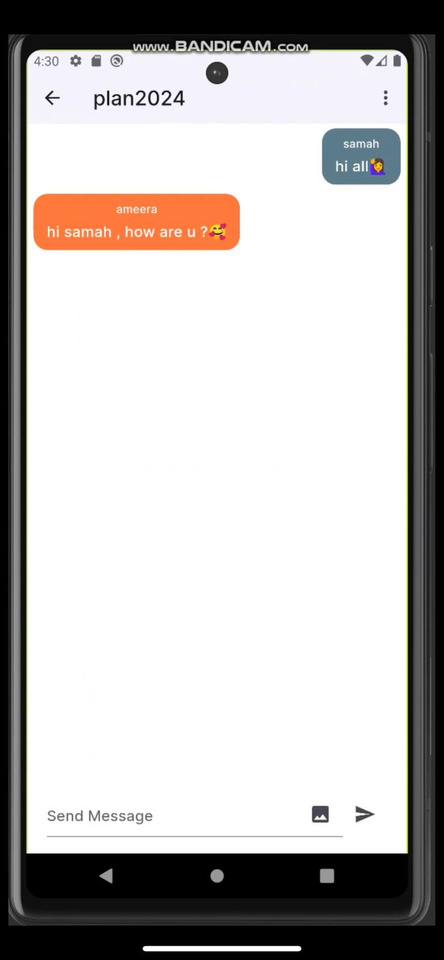 www.BANDICAM.com
4:30
plan2024
samah
hi all🙋‍♀️
ameera
hi samah , how are u ?🥰
Send Message